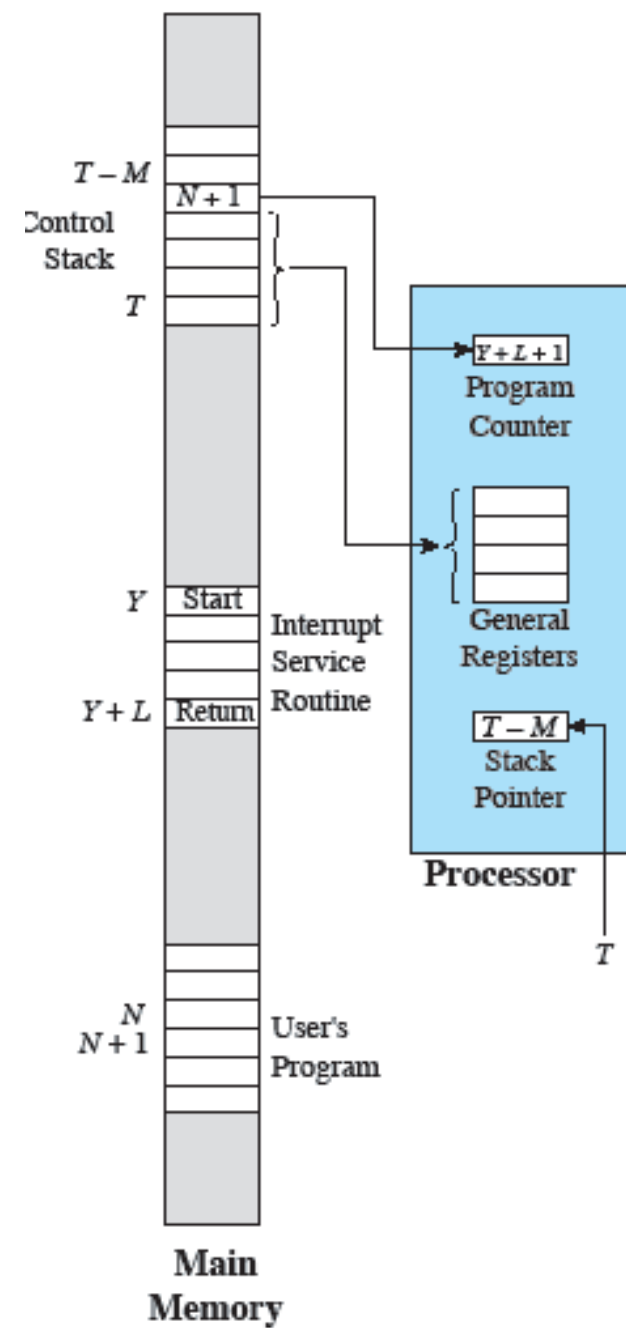 T – M
N + 1
Control
Stack
T
Y + L + 1
Program
Counter
Y
Start
Interrupt
Service
Routine
General
Registers
Y + L
Return
T – M
Stack
Pointer
Processor
T
N
N + 1
User's
Program
Main
Memory